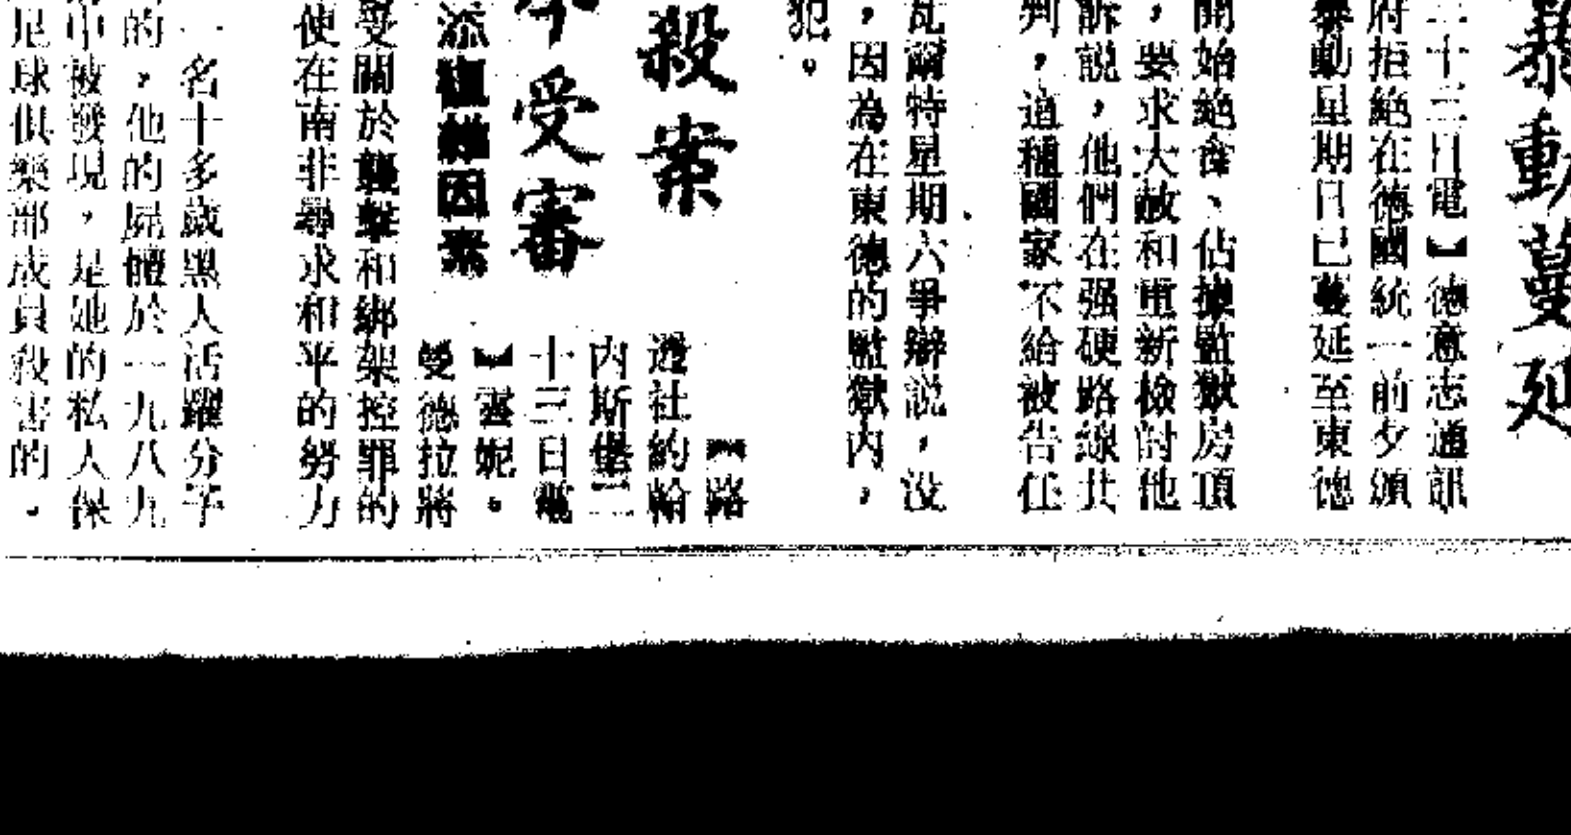 暴動蔓延
二十三日電】德意志通訊
府拒絕在德國統一前夕頒
暴動星期日已蔓延至東德
開始絕食、佔據監獄房頂
，要求大赦和重新檢討他
訴說，他們在强硬路線共
判，這種國家不給被告任
瓦爾特星期六爭辯說，没
，因為在東德的監獄內，
犯。
殺案
受審
添 因素
【路
透社約翰
內斯堡二
十三日電
】雲妮。
曼德拉將
受關於襲擊和綁架控罪的
使在南非尋求和平的努力
一名十多歲黑人活躍分子
的，他的屍體於一九八九
中被發現，是她的私人保
足球俱樂部成員殺害的。